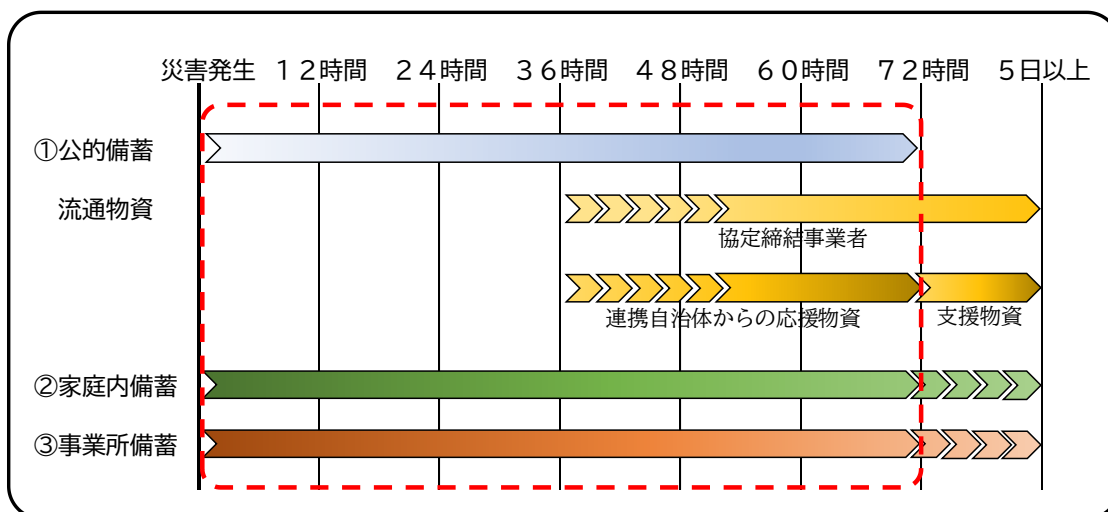 災害発生 12時間 24時間 36時間 48時間 60時間 72時間 5日以上
①公的備蓄
流通物資
協定締結事業者
連携自治体からの応援物資 支援物資
②家庭内備蓄
③事業所備蓄